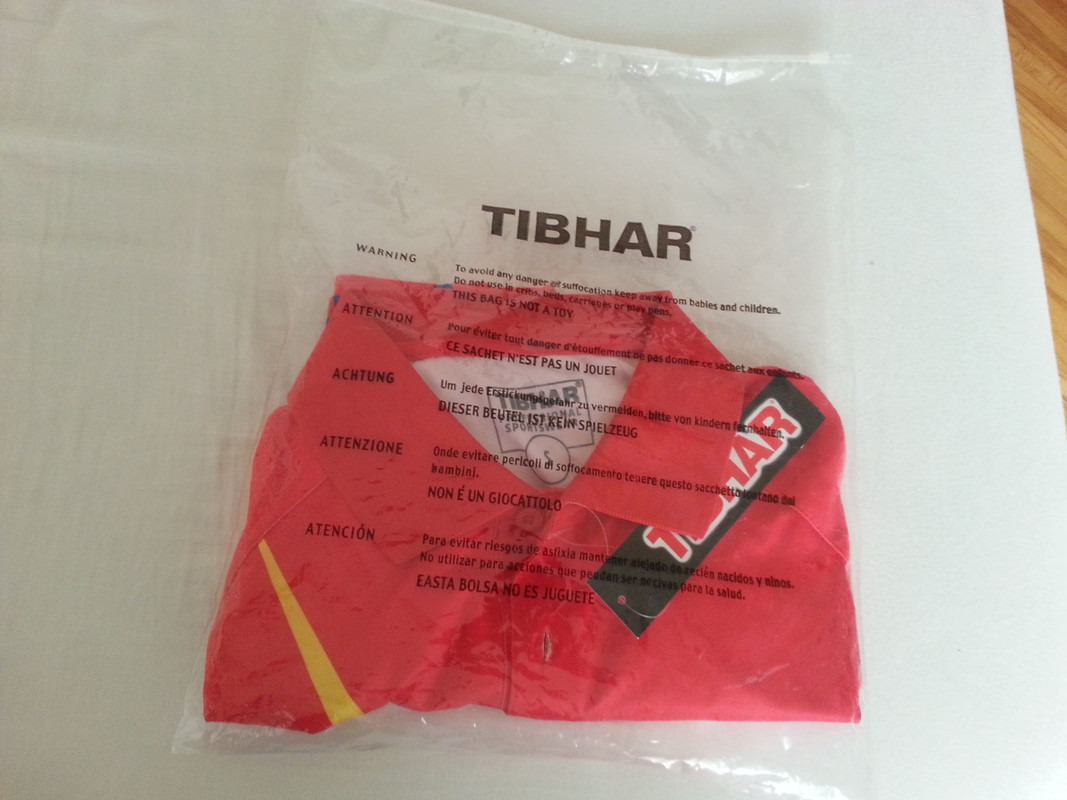 TIBHAR®
WARNING
To avoid any danger of suffocation keep away from babies and children.
Do not use in cribs, beds, carriages or play pens.
THIS BAG IS NOT A TOY
ATTENTION
Pour éviter tout danger d'étouffement ne pas donner ce sachet aux enfants.
CE SACHET N'EST PAS UN JOUET
ACHTUNG
Um jede Erstickungsgefahr zu vermeiden, bitte von kindern fernhalten.
DIESER BEUTEL IST KEIN SPIELZEUG
ATTENZIONE
Onde evitare pericoli di soffocamento tenere questo sacchetto lontano dai
bambini.
NON É UN GIOCATTOLO
ATENCIÓN
Para evitar riesgos de asfixia mantener alejado de recién nacidos y ninos.
No utilizar para acciones que puedan ser nocivas para la salud.
EASTA BOLSA NO ES JUGUETE
TIBHAR
PROFESSIONAL
SPORTSWEAR
S
TIBHAR